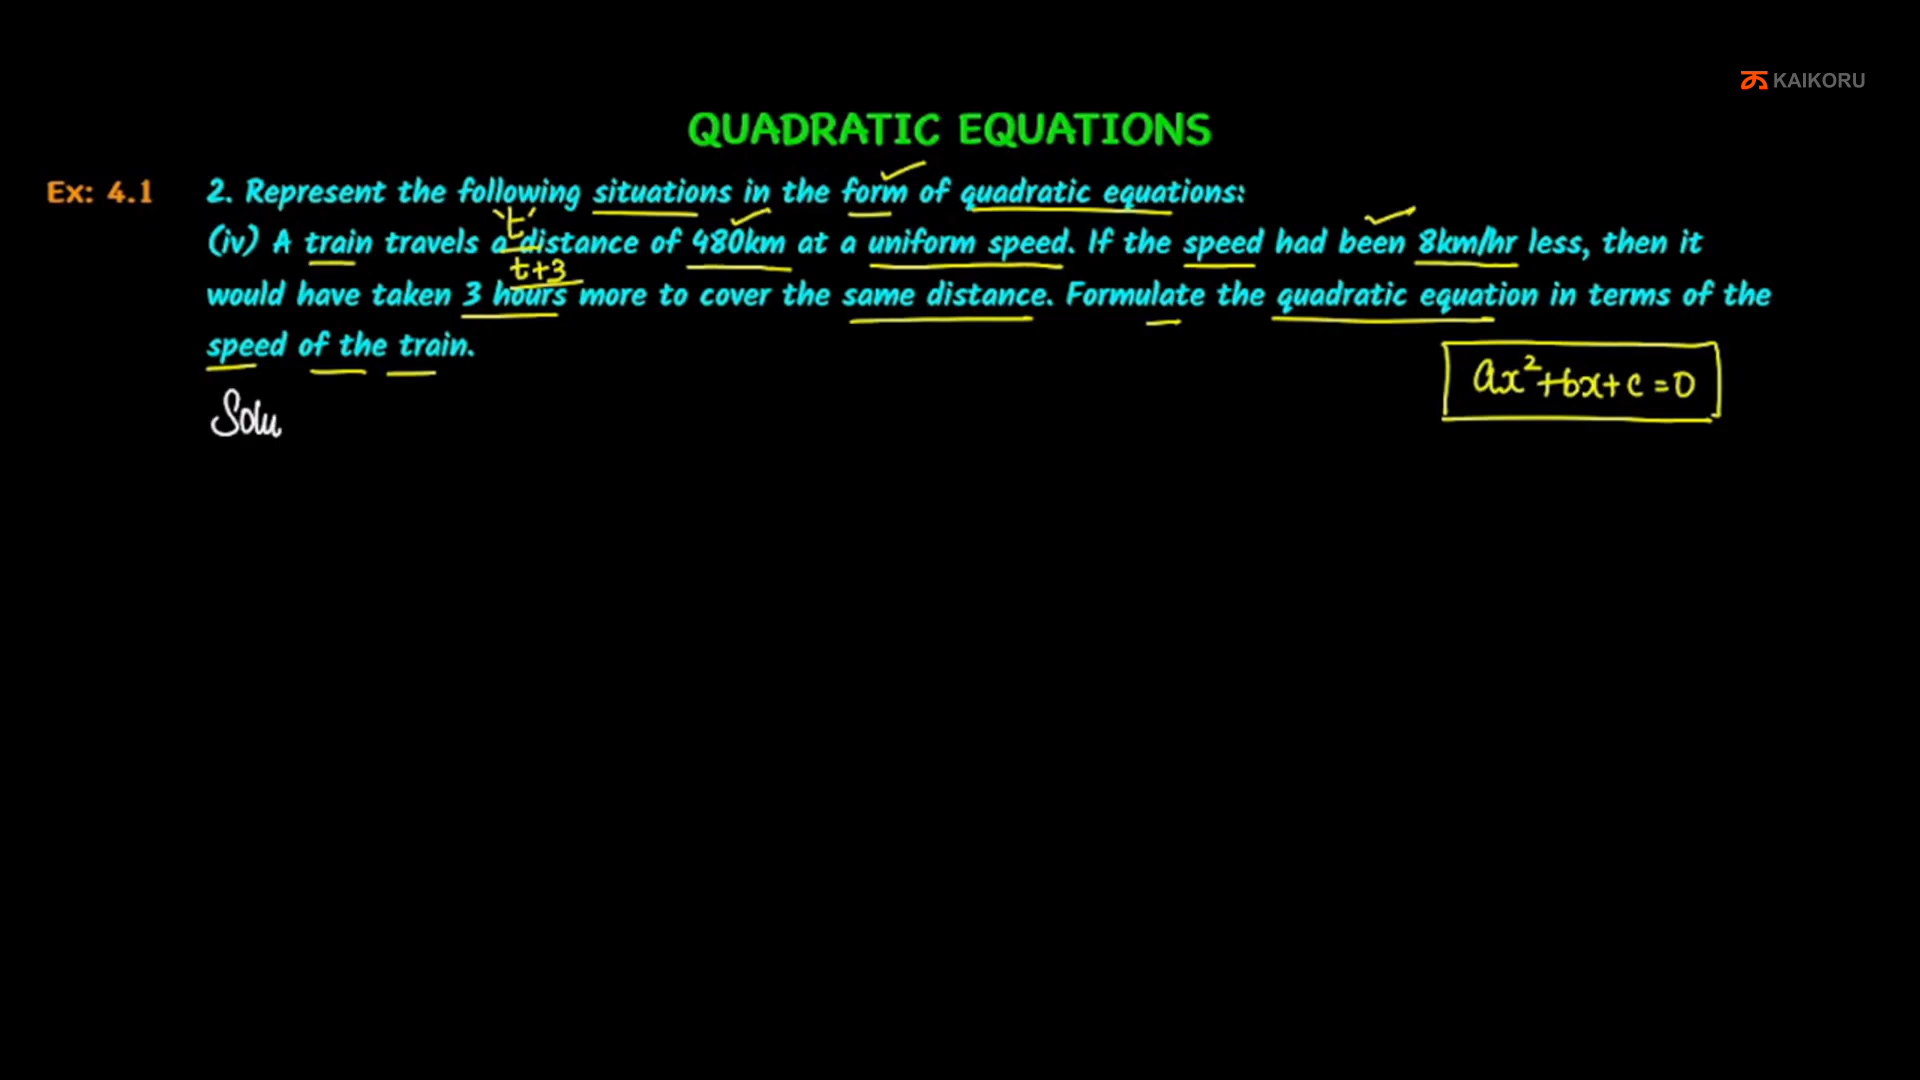 KAIKORU
QUADRATIC EQUATIONS
Ex: 4.1 2. Represent the following situations in the form of quadratic equations:
't'
(iv) A train travels a distance of 480km at a uniform speed. If the speed had been 8km/hr less, then it
t+3
would have taken 3 hours more to cover the same distance. Formulate the quadratic equation in terms of the
speed of the train.
ax²+bx+c=0
Solu